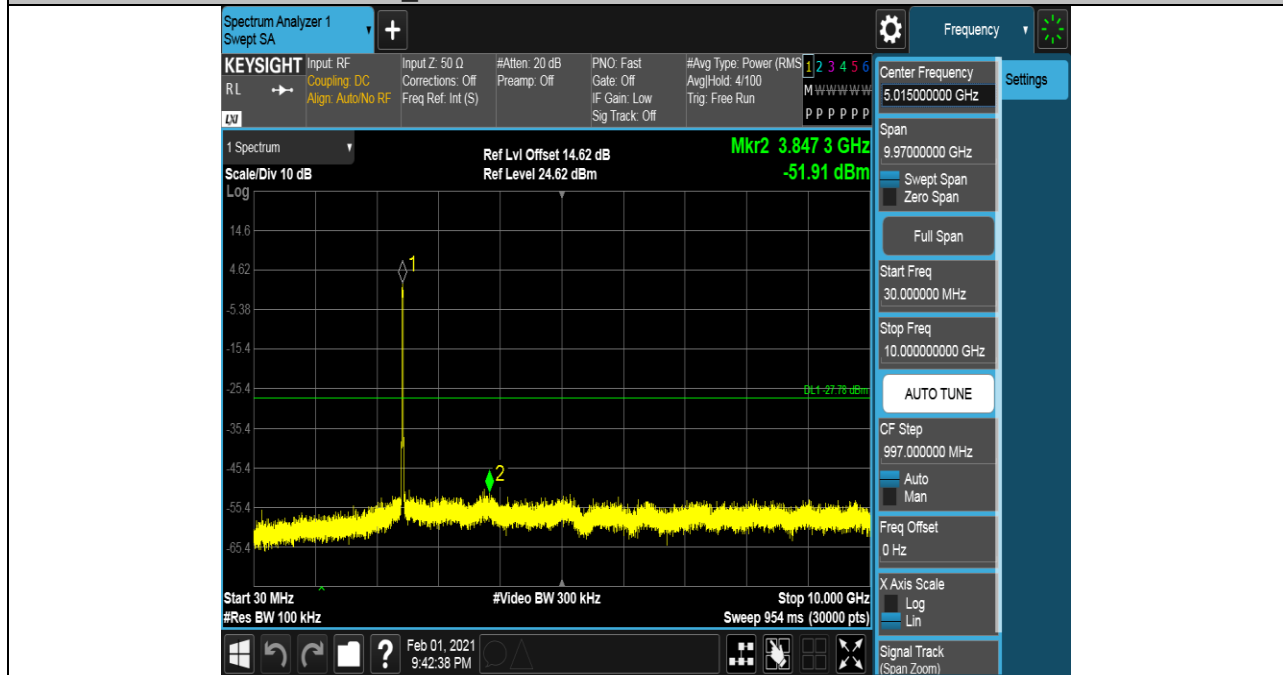 Spectrum Analyzer 1
Swept SA
Frequency
KEYSIGHT
RL
LXI
Input: RF
Coupling: DC
Align: Auto/No RF
Input Z: 50 Ω
Corrections: Off
Freq Ref: Int (S)
#Atten: 20 dB
Preamp: Off
PNO: Fast
Gate: Off
IF Gain: Low
Sig Track: Off
#Avg Type: Power (RMS
Avg|Hold: 4/100
Trig: Free Run
1 2 3 4 5 6
M W W W W W
P P P P P P
1 Spectrum
Scale/Div 10 dB
Log
Ref Lvl Offset 14.62 dB
Ref Level 24.62 dBm
Mkr2 3.847 3 GHz
-51.91 dBm
14.6
4.62
-5.38
-15.4
-25.4
-35.4
-45.4
-55.4
-65.4
1
2
DL1 -27.78 dBm
Start 30 MHz
#Res BW 100 kHz
#Video BW 300 kHz
Stop 10.000 GHz
Sweep 954 ms (30000 pts)
Feb 01, 2021
9:42:38 PM
Center Frequency
5.015000000 GHz
Span
9.97000000 GHz
Swept Span
Zero Span
Full Span
Start Freq
30.000000 MHz
Stop Freq
10.000000000 GHz
AUTO TUNE
CF Step
997.000000 MHz
Auto
Man
Freq Offset
0 Hz
X Axis Scale
Log
Lin
Signal Track
(Span Zoom)
Settings